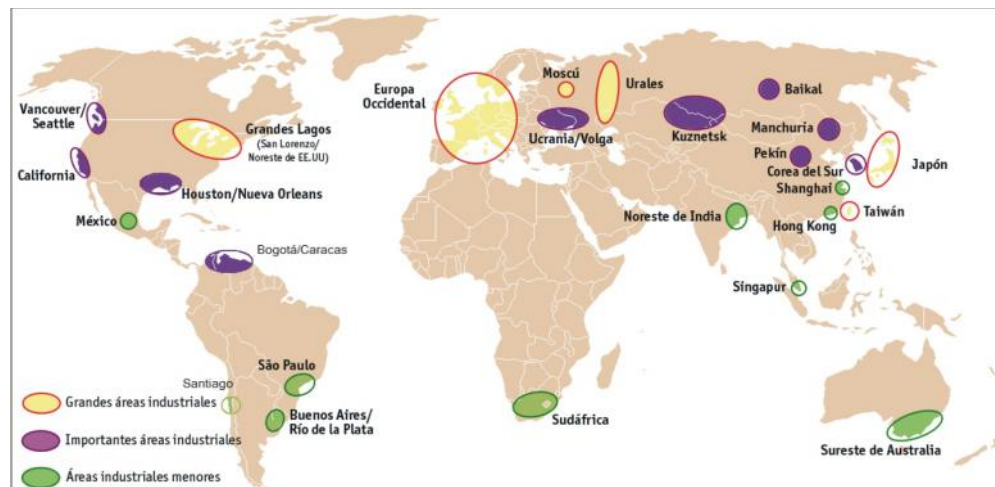 Vancouver/
Seattle
California
México
Grandes Lagos
(San Lorenzo/
Noreste de EE.UU)
Houston/Nueva Orleans
Bogotá/Caracas
São Paulo
Santiago
Buenos Aires/
Río de la Plata
Europa
Occidental
Moscú
Urales
Ucrania/Volga
Kuznetsk
Baikal
Manchuria
Pekín
Corea del Sur
Japón
Shanghai
Taiwán
Hong Kong
Noreste de India
Singapur
Sudáfrica
Sureste de Australia
Grandes áreas industriales
Importantes áreas industriales
Áreas industriales menores